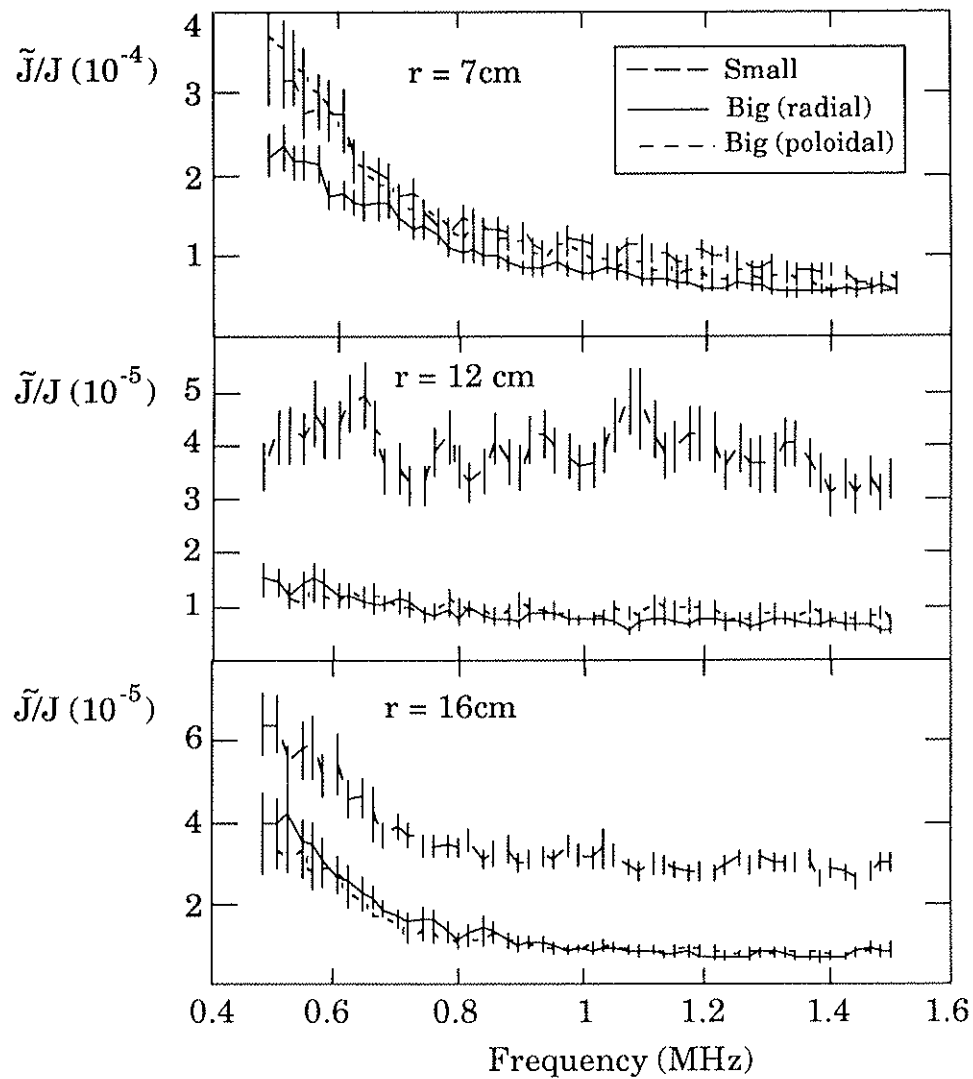 4
J̃/J (10⁻⁴)
r = 7cm
Small
Big (radial)
Big (poloidal)
3
2
1
J̃/J (10⁻⁵)
r = 12 cm
5
4
3
2
1
J̃/J (10⁻⁵)
r = 16cm
6
4
2
0.4 0.6 0.8 1 1.2 1.4 1.6
Frequency (MHz)